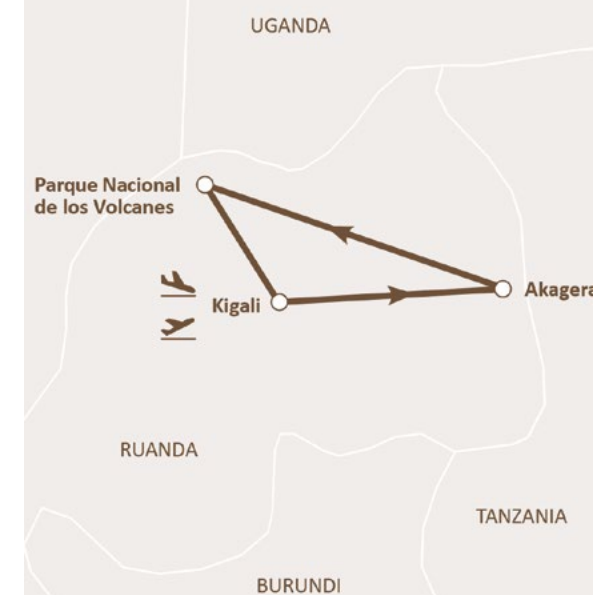 UGANDA
Parque Nacional
de los Volcanes
Kigali
Akagera
RUANDA
TANZANIA
BURUNDI